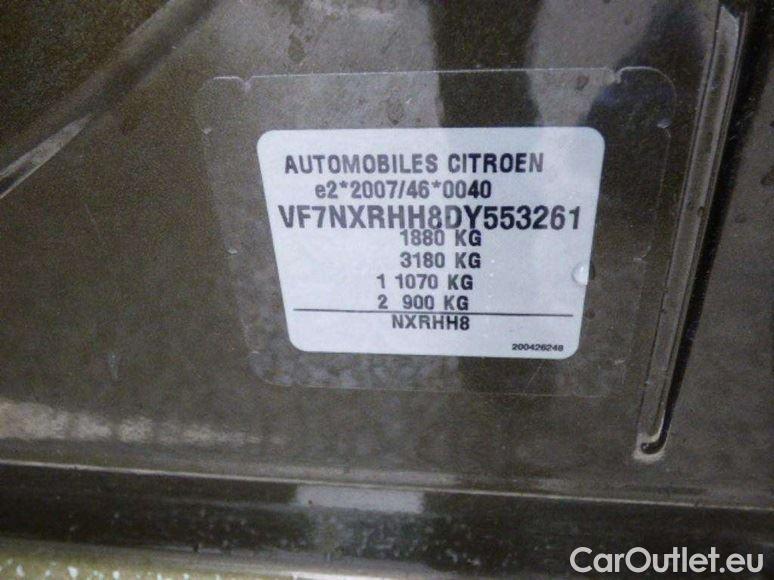 AUTOMOBILES CITROEN
e2*2007/46*0040
VF7NXRHH8DY553261
1880 KG
3180 KG
1 1070 KG
2 900 KG
NXRHH8
200426248
CarOutlet.eu